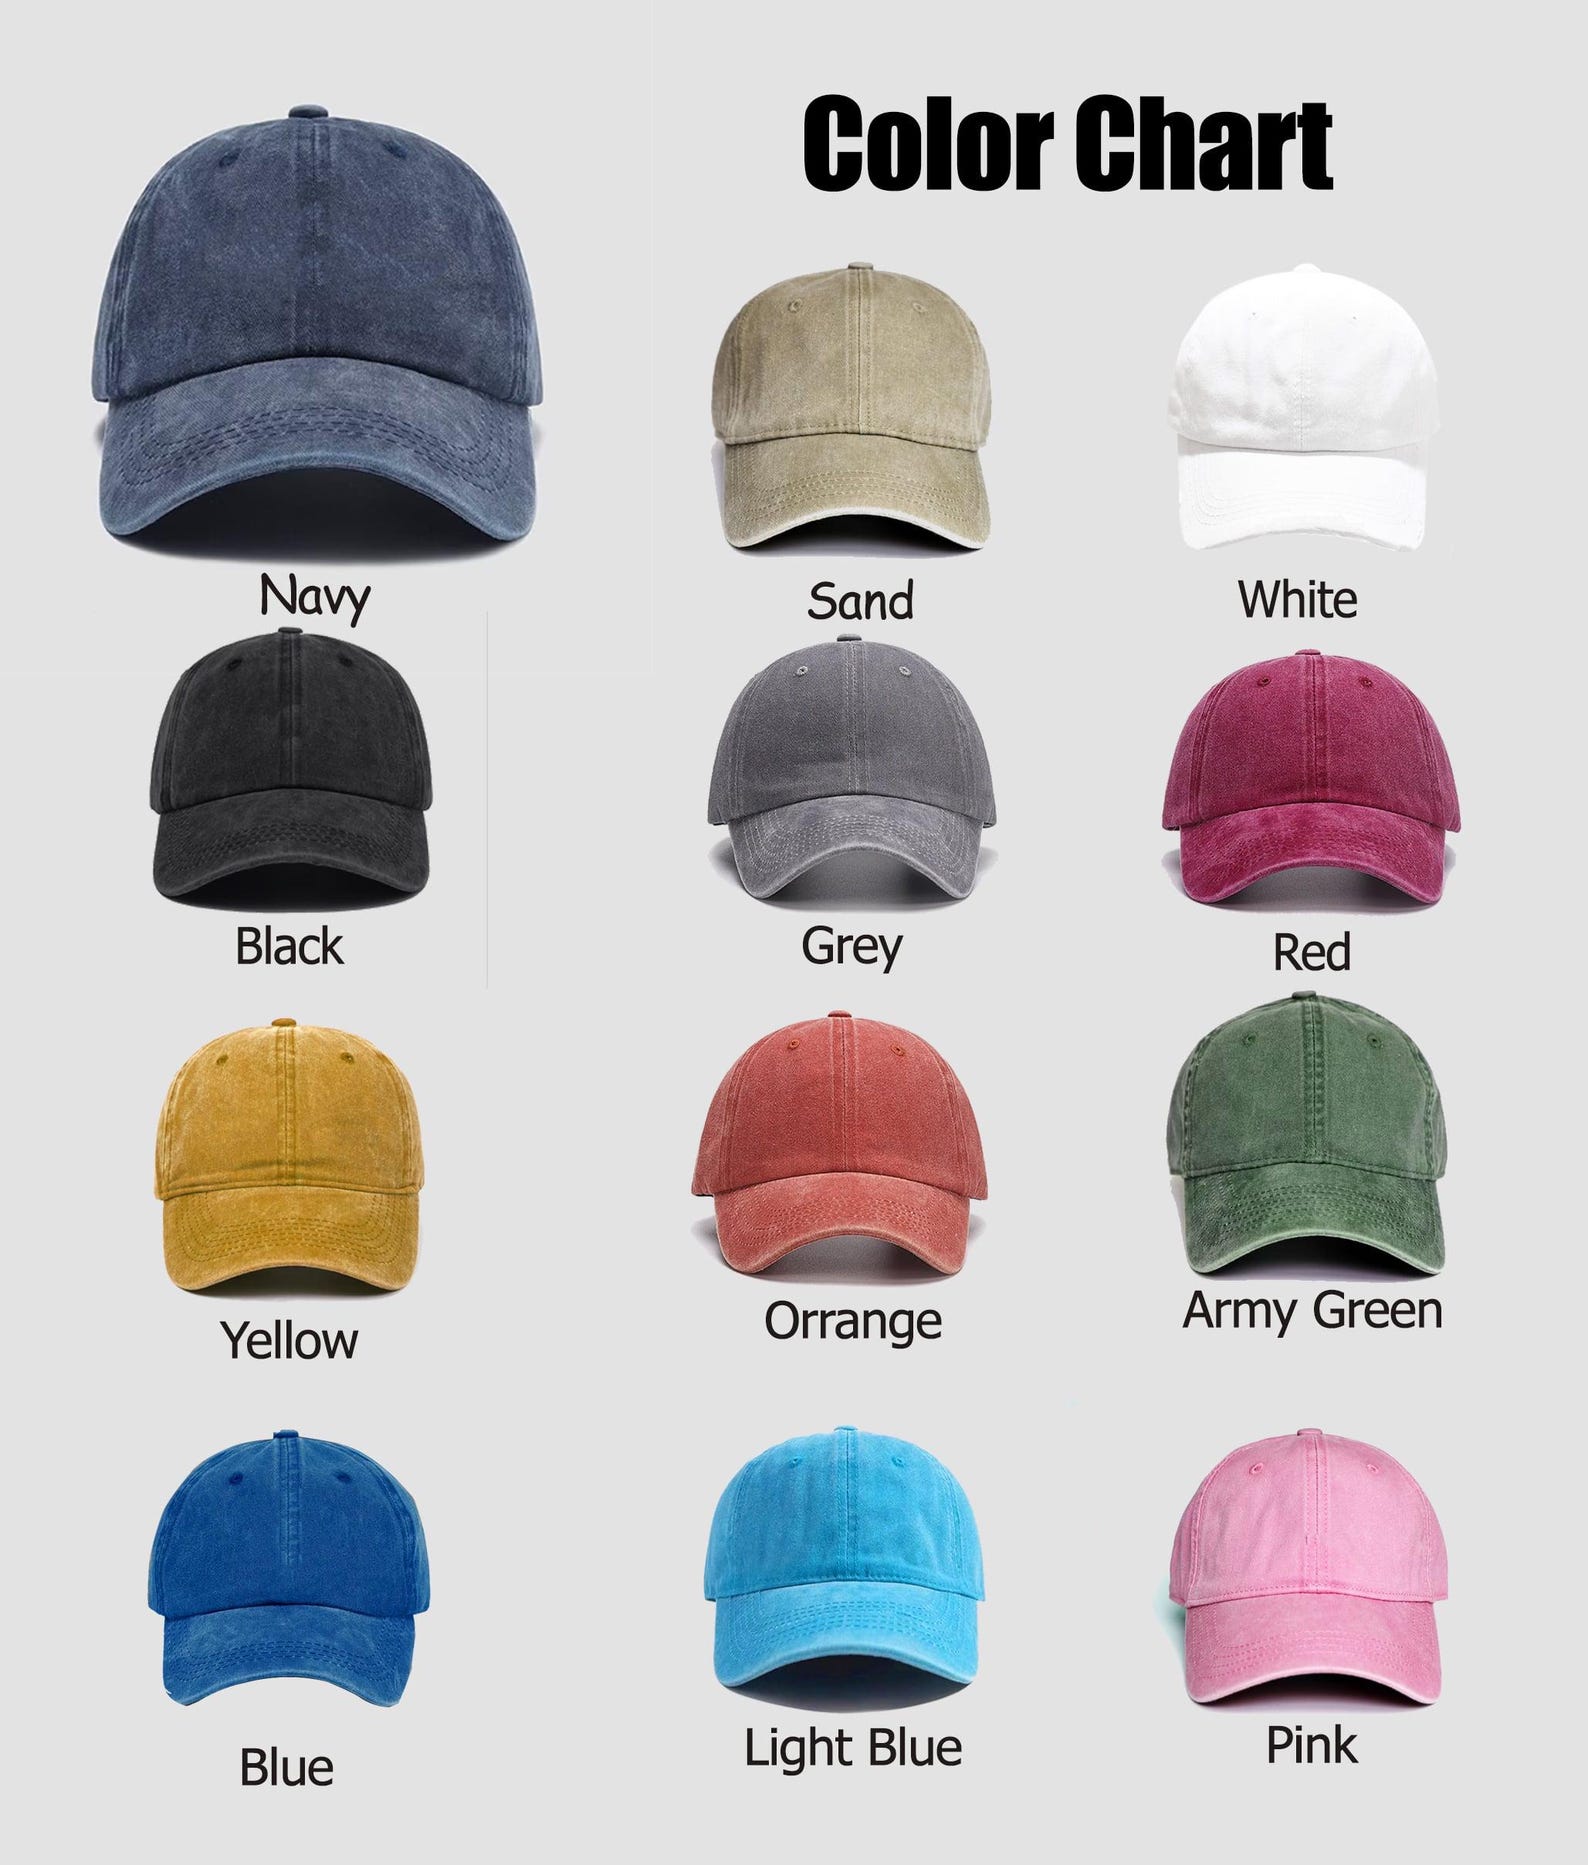 Color Chart
Navy
Sand
White
Black
Grey
Red
Yellow
Orrange
Army Green
Blue
Light Blue
Pink